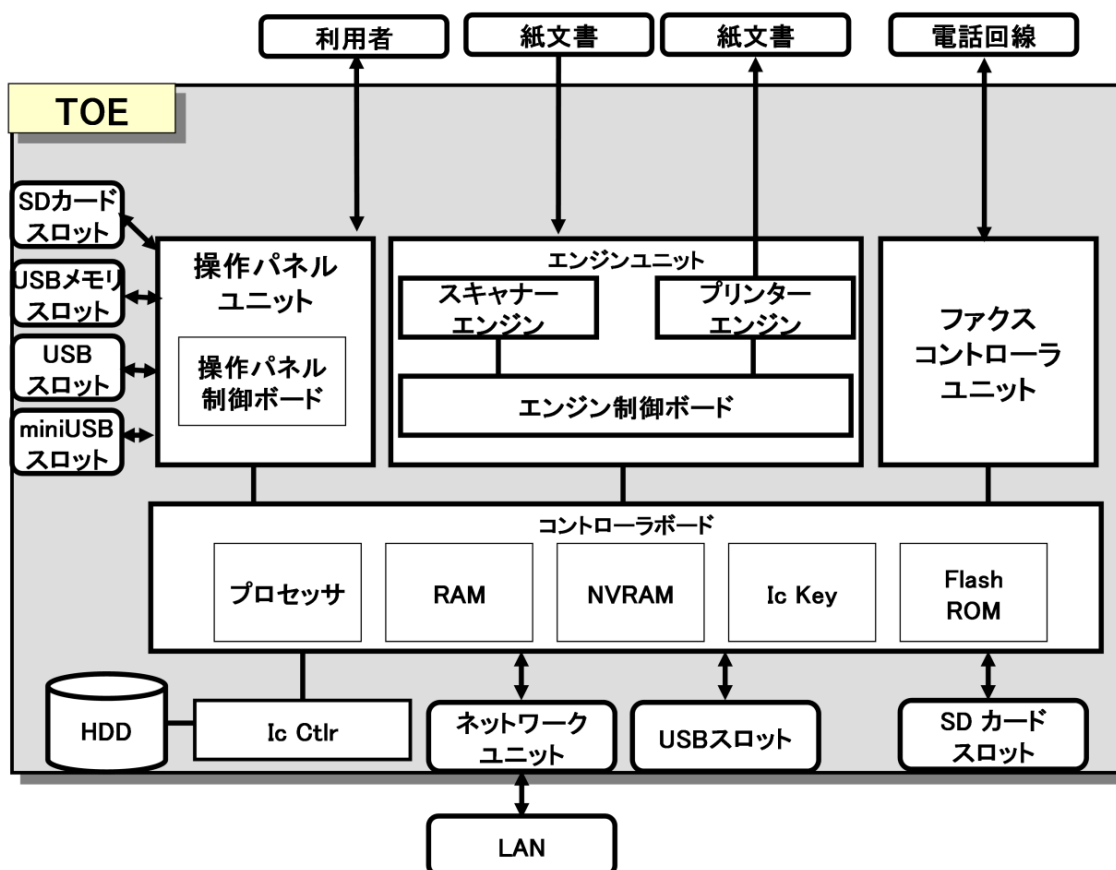 利用者
紙文書
紙文書
電話回線
TOE
SDカード
スロット
USBメモリ
スロット
USB
スロット
miniUSB
スロット
操作パネル
ユニット
操作パネル
制御ボード
エンジンユニット
スキャナー
エンジン
プリンター
エンジン
エンジン制御ボード
ファクス
コントローラ
ユニット
コントローラボード
プロセッサ
RAM
NVRAM
Ic Key
Flash
ROM
HDD
Ic Ctlr
ネットワーク
ユニット
USBスロット
SD カード
スロット
LAN